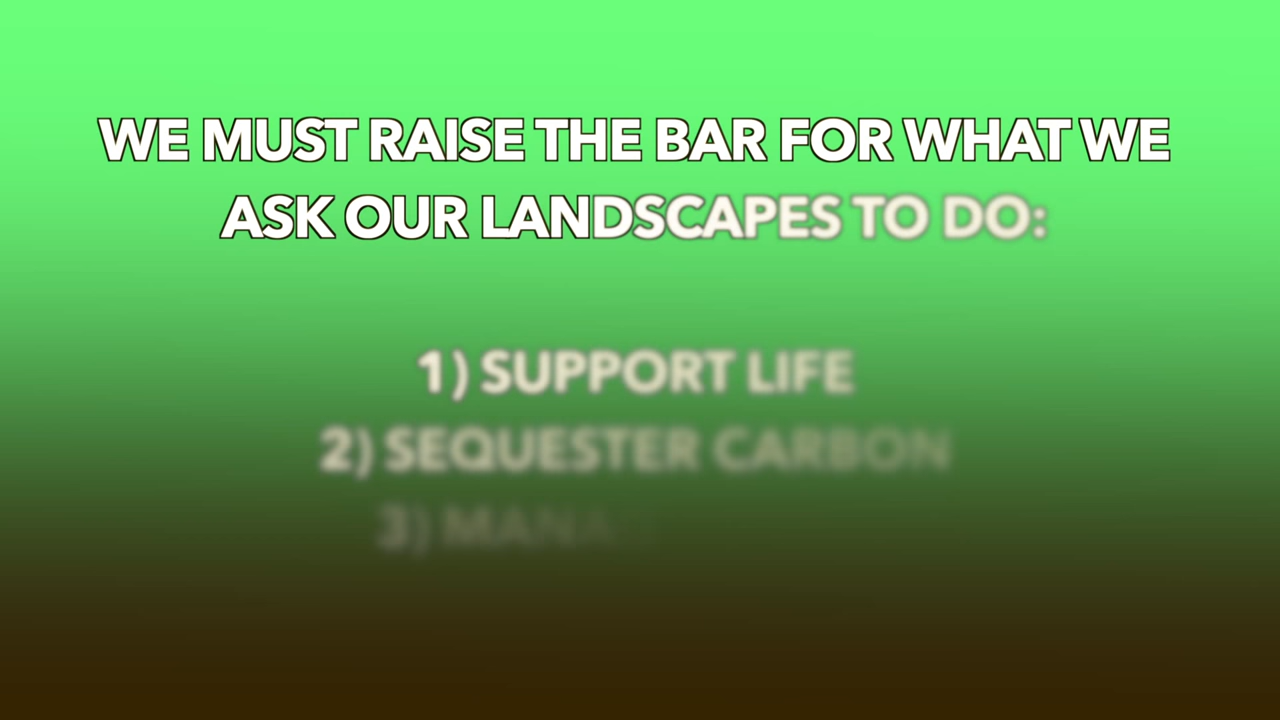 WE MUST RAISE THE BAR FOR WHAT WE
ASK OUR LANDSCAPES TO DO:
1) SUPPORT LIFE
2) SEQUESTER CARBON
3)